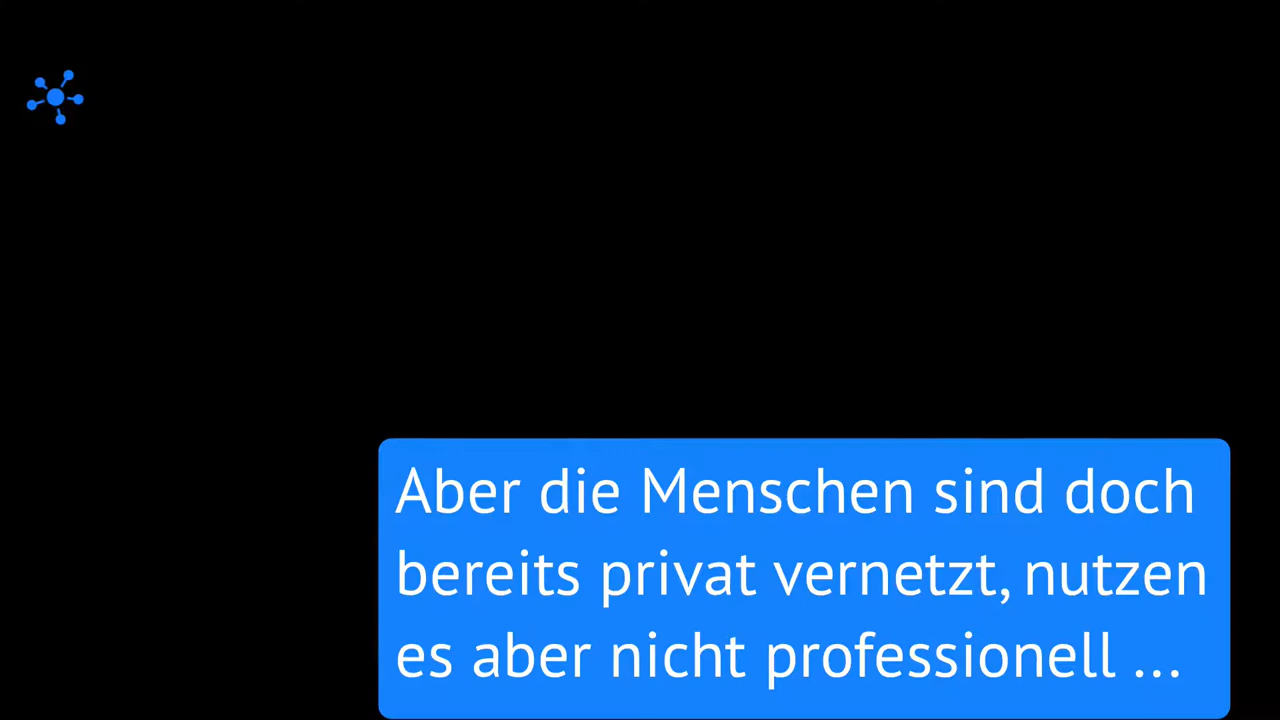 Aber die Menschen sind doch
bereits privat vernetzt, nutzen
es aber nicht professionell ...